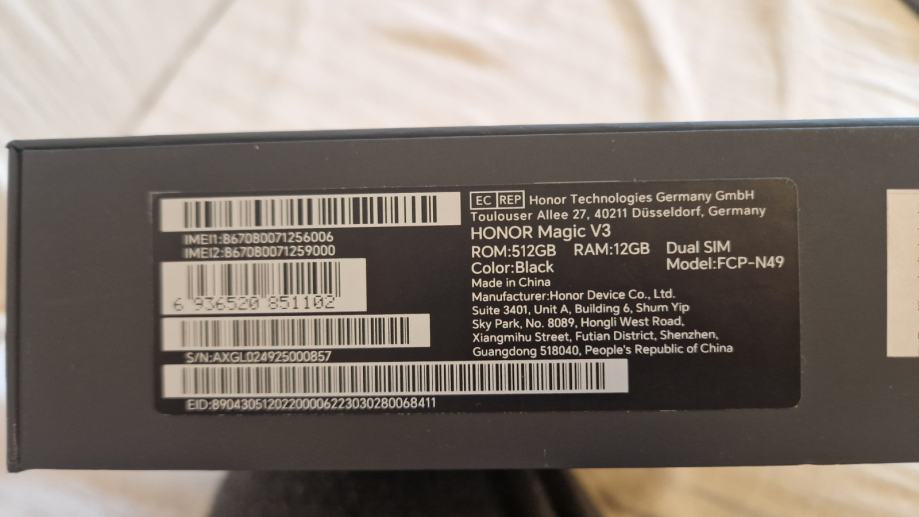 IMEI1:867080071256006
IMEI2:867080071259000
6 936520 851102
S/N:AXGL024925000857
EID:89043051202200006223030280068411
EC REP Honor Technologies Germany GmbH
Toulouser Allee 27, 40211 Düsseldorf, Germany
HONOR Magic V3
ROM:512GB RAM:12GB Dual SIM
Color:Black Model:FCP-N49
Made in China
Manufacturer:Honor Device Co., Ltd.
Suite 3401, Unit A, Building 6, Shum Yip
Sky Park, No. 8089, Hongli West Road,
Xiangmihu Street, Futian District, Shenzhen,
Guangdong 518040, People's Republic of China